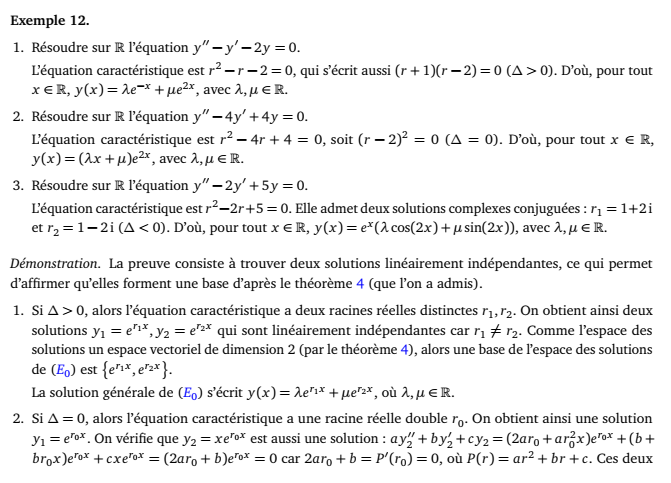 Exemple 12.
1. Résoudre sur ℝ l'équation y″ − y′ − 2y = 0.
L'équation caractéristique est r² − r − 2 = 0, qui s'écrit aussi (r + 1)(r − 2) = 0 (Δ > 0). D'où, pour tout
x ∈ ℝ, y(x) = λe⁻ˣ + μe²ˣ, avec λ, μ ∈ ℝ.
2. Résoudre sur ℝ l'équation y″ − 4y′ + 4y = 0.
L'équation caractéristique est r² − 4r + 4 = 0, soit (r − 2)² = 0 (Δ = 0). D'où, pour tout x ∈ ℝ,
y(x) = (λx + μ)e²ˣ, avec λ, μ ∈ ℝ.
3. Résoudre sur ℝ l'équation y″ − 2y′ + 5y = 0.
L'équation caractéristique est r² − 2r + 5 = 0. Elle admet deux solutions complexes conjuguées : r₁ = 1 + 2i
et r₂ = 1 − 2i (Δ < 0). D'où, pour tout x ∈ ℝ, y(x) = eˣ(λ cos(2x) + μ sin(2x)), avec λ, μ ∈ ℝ.
Démonstration. La preuve consiste à trouver deux solutions linéairement indépendantes, ce qui permet
d'affirmer qu'elles forment une base d'après le théorème 4 (que l'on a admis).
1. Si Δ > 0, alors l'équation caractéristique a deux racines réelles distinctes r₁, r₂. On obtient ainsi deux
solutions y₁ = e^{r₁x}, y₂ = e^{r₂x} qui sont linéairement indépendantes car r₁ ≠ r₂. Comme l'espace des
solutions un espace vectoriel de dimension 2 (par le théorème 4), alors une base de l'espace des solutions
de (E₀) est {e^{r₁x}, e^{r₂x}}.
La solution générale de (E₀) s'écrit y(x) = λe^{r₁x} + μe^{r₂x}, où λ, μ ∈ ℝ.
2. Si Δ = 0, alors l'équation caractéristique a une racine réelle double r₀. On obtient ainsi une solution
y₁ = e^{r₀x}. On vérifie que y₂ = xe^{r₀x} est aussi une solution : ay₂″ + by₂′ + cy₂ = (2ar₀ + ar₀²x)e^{r₀x} + (b +
br₀x)e^{r₀x} + cxe^{r₀x} = (2ar₀ + b)e^{r₀x} = 0 car 2ar₀ + b = P′(r₀) = 0, où P(r) = ar² + br + c. Ces deux